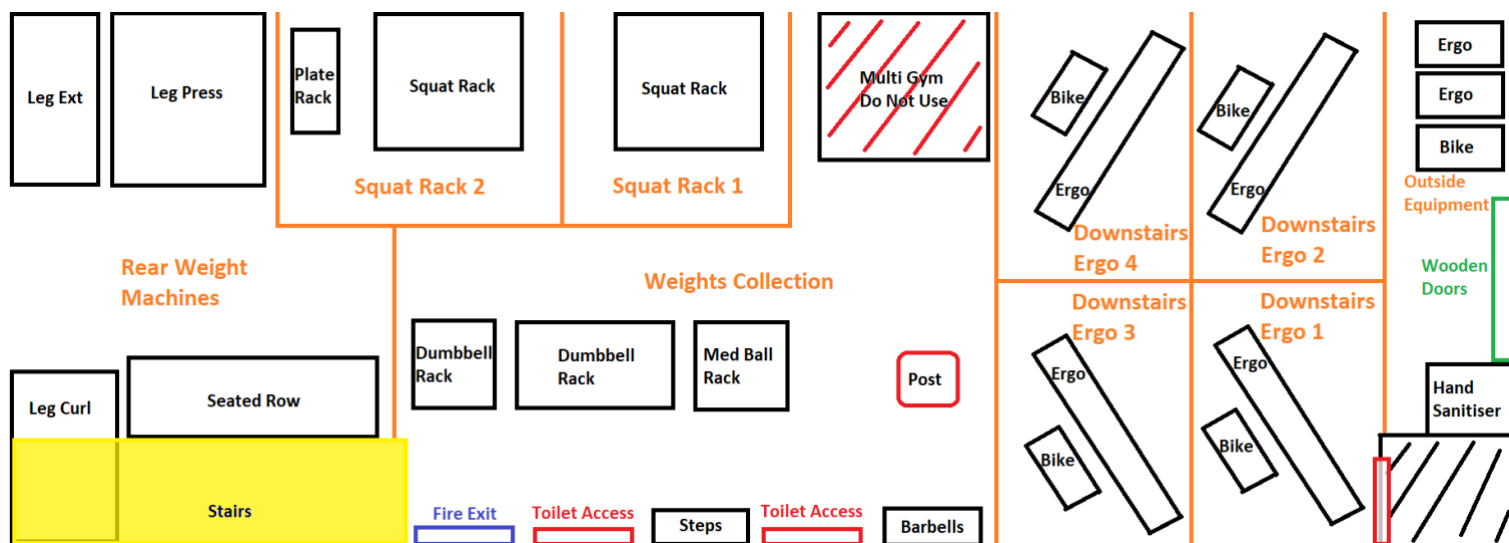 Leg Ext
Leg Press
Plate
Rack
Squat Rack
Squat Rack
Multi Gym
Do Not Use
Bike
Ergo
Bike
Ergo
Ergo
Ergo
Bike
Squat Rack 2
Squat Rack 1
Downstairs
Ergo 4
Downstairs
Ergo 2
Outside
Equipment
Rear Weight
Machines
Weights Collection
Wooden
Doors
Downstairs
Ergo 3
Downstairs
Ergo 1
Leg Curl
Seated Row
Dumbbell
Rack
Dumbbell
Rack
Med Ball
Rack
Post
Ergo
Bike
Ergo
Bike
Hand
Sanitiser
Stairs
Fire Exit
Toilet Access
Steps
Toilet Access
Barbells